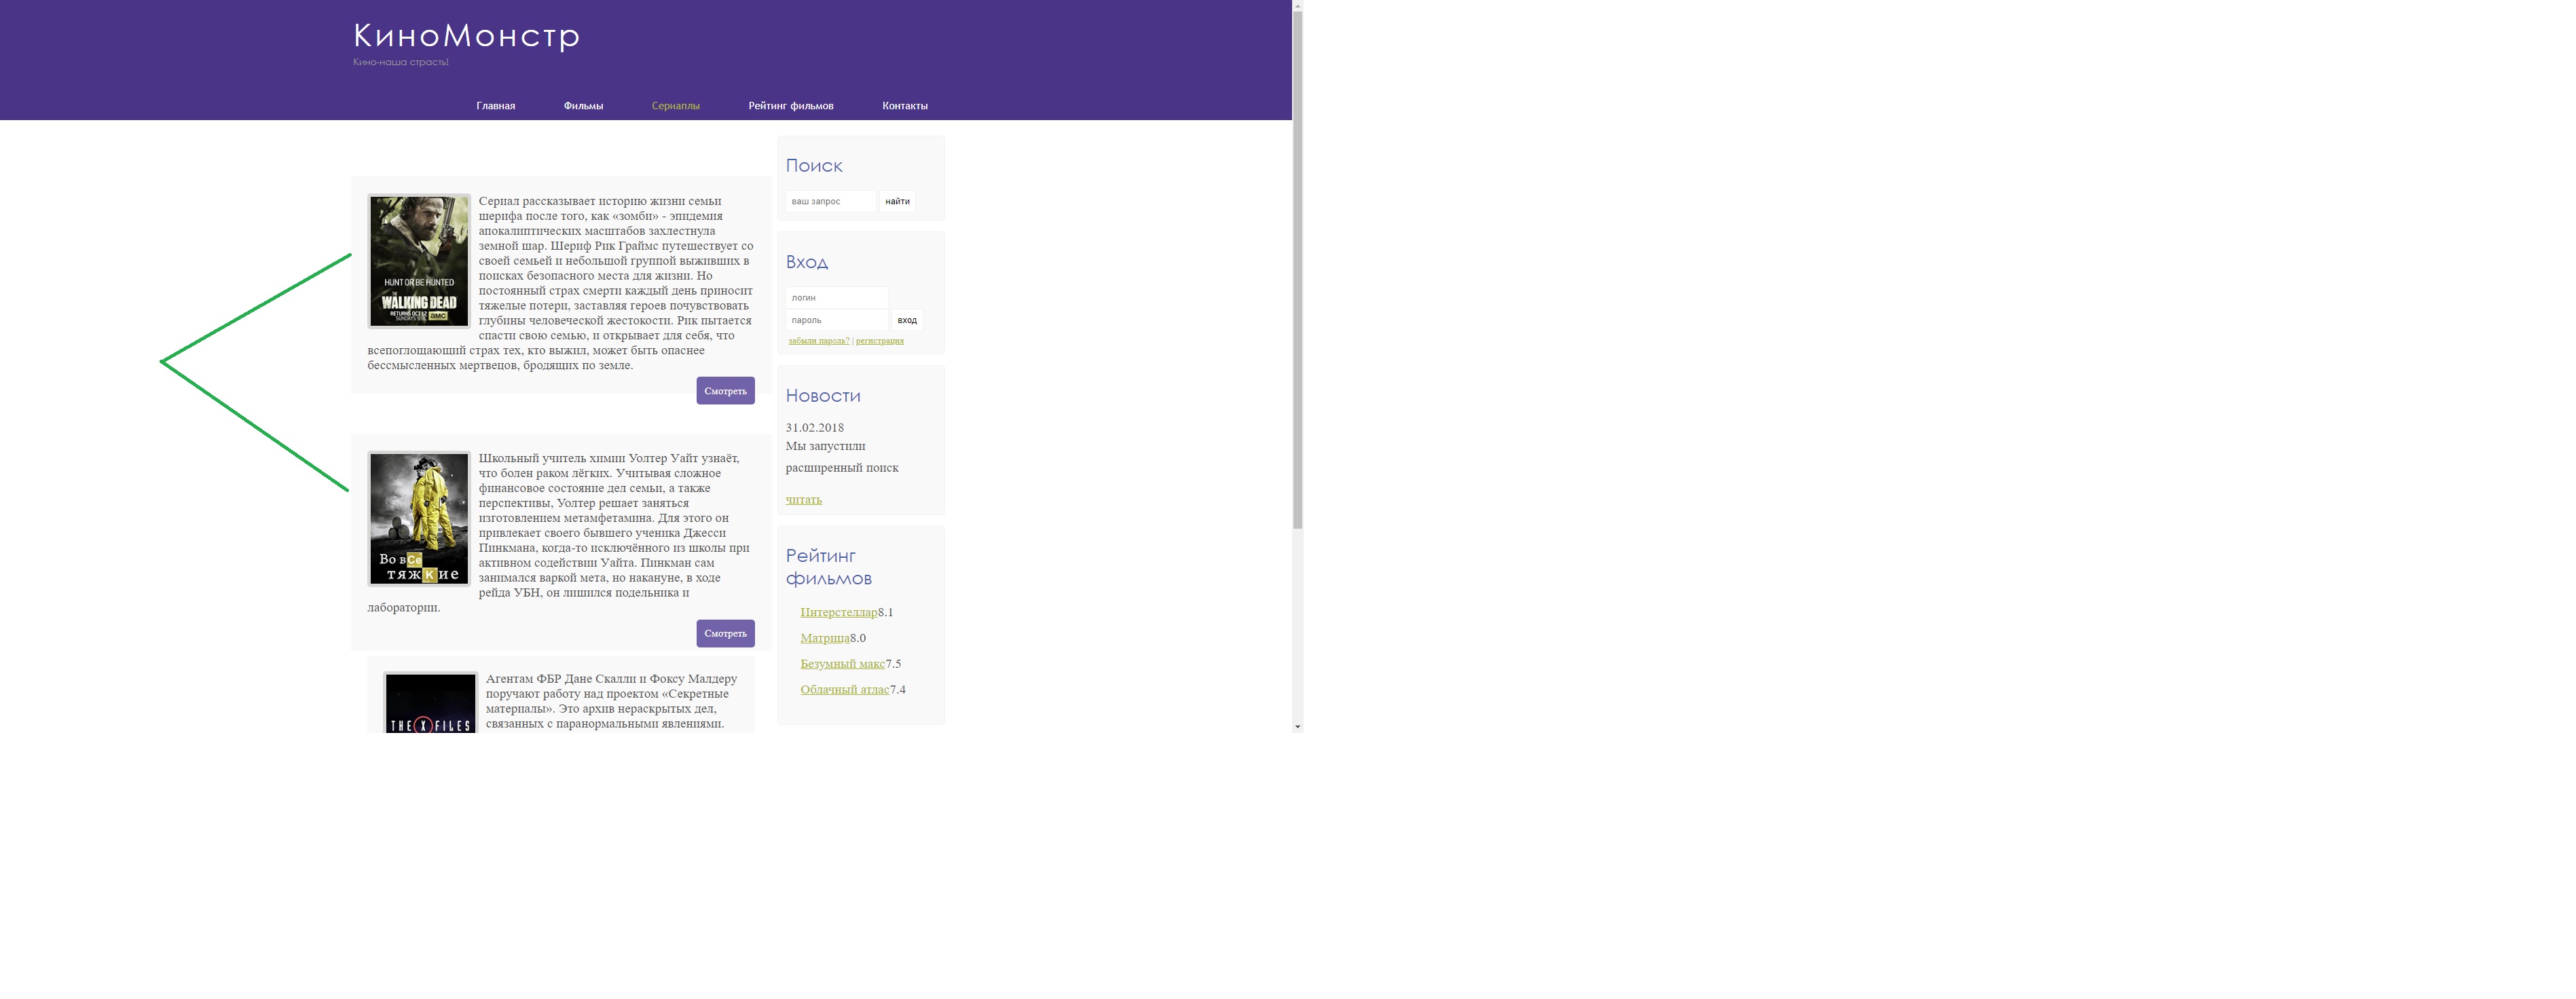 КиноМонстр
Кино-наша страсть!
Главная Фильмы Сериаплы Рейтинг фильмов Контакты
Сериал рассказывает историю жизни семьи
шерифа после того, как «зомби» - эпидемия
апокалиптических масштабов захлестнула
земной шар. Шериф Рик Граймс путешествует со
своей семьей и небольшой группой выживших в
поисках безопасного места для жизни. Но
постоянный страх смерти каждый день приносит
тяжелые потери, заставляя героев почувствовать
глубины человеческой жестокости. Рик пытается
спасти свою семью, и открывает для себя, что
всепоглощающий страх тех, кто выжил, может быть опаснее
бессмысленных мертвецов, бродящих по земле.
HUNT OR BE HUNTED
THE
WALKING DEAD
RETURNS OCT 12
SUNDAYS 9/8c amc
Смотреть
Школьный учитель химии Уолтер Уайт узнаёт,
что болен раком лёгких. Учитывая сложное
финансовое состояние дел семьи, а также
перспективы, Уолтер решает заняться
изготовлением метамфетамина. Для этого он
привлекает своего бывшего ученика Джесси
Пинкмана, когда-то исключённого из школы при
активном содействии Уайта. Пинкман сам
занимался варкой мета, но накануне, в ходе
рейда УБН, он лишился подельника и
лаборатории.
Во все
тяжкие
Смотреть
Агентам ФБР Дане Скалли и Фоксу Малдеру
поручают работу над проектом «Секретные
материалы». Это архив нераскрытых дел,
связанных с паранормальными явлениями.
THE X FILES
Поиск
ваш запрос найти
Вход
логин
пароль вход
забыли пароль? | регистрация
Новости
31.02.2018
Мы запустили
расширенный поиск
читать
Рейтинг
фильмов
Интерстеллар8.1
Матрица8.0
Безумный макс7.5
Облачный атлас7.4